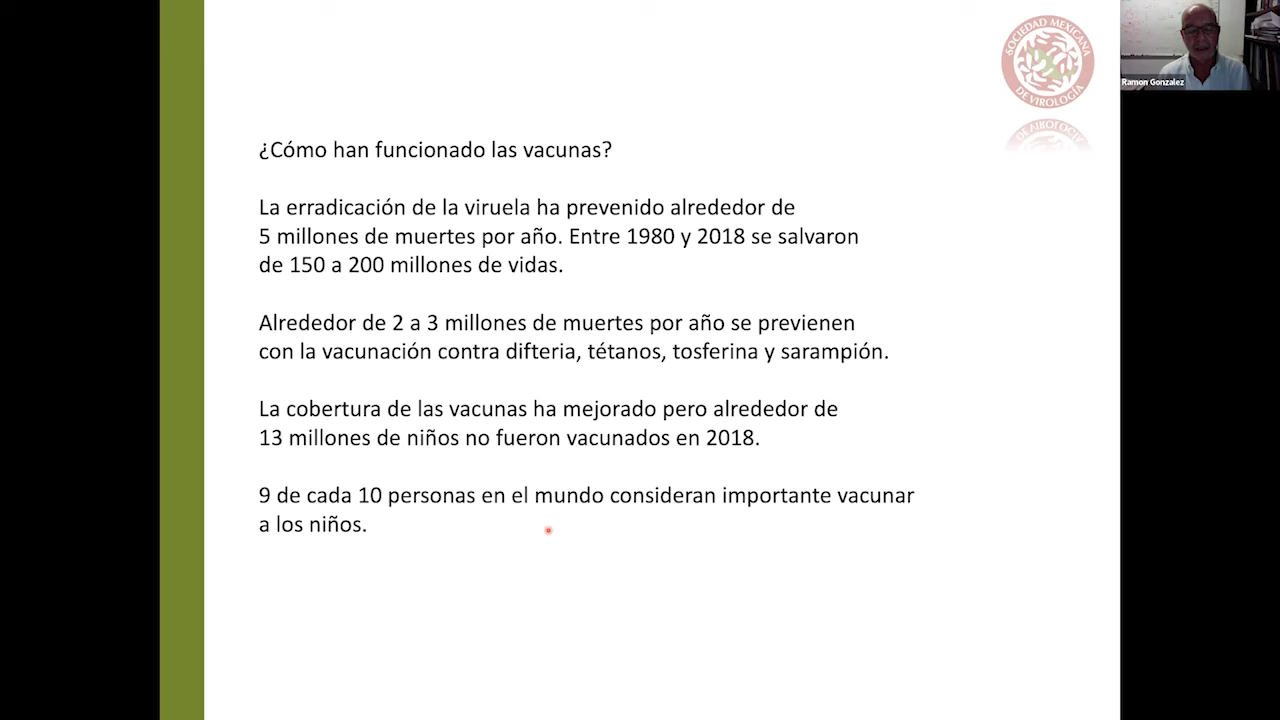 SOCIEDAD MEXICANA
DE VIROLOGÍA
Ramon Gonzalez
¿Cómo han funcionado las vacunas?
La erradicación de la viruela ha prevenido alrededor de
5 millones de muertes por año. Entre 1980 y 2018 se salvaron
de 150 a 200 millones de vidas.
Alrededor de 2 a 3 millones de muertes por año se previenen
con la vacunación contra difteria, tétanos, tosferina y sarampión.
La cobertura de las vacunas ha mejorado pero alrededor de
13 millones de niños no fueron vacunados en 2018.
9 de cada 10 personas en el mundo consideran importante vacunar
a los niños.